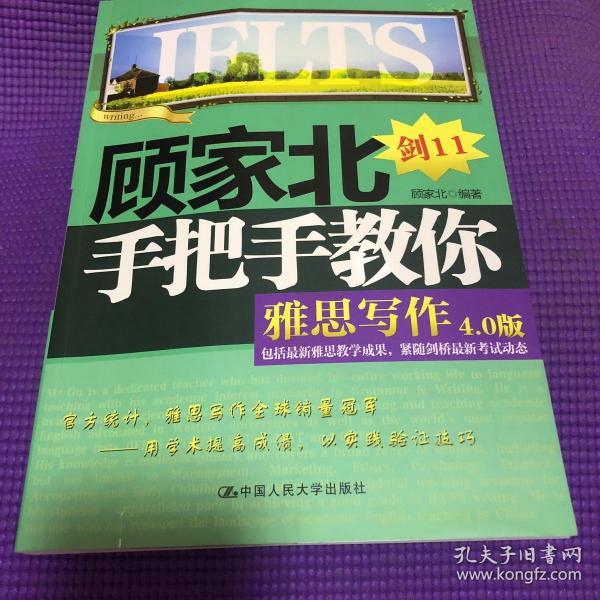 IELTS
writing...
顾家北
剑11
顾家北◎编著
手把手教你
雅思写作 4.0版
包括最新雅思教学成果，紧随剑桥最新考试动态
官方统计，雅思写作全球销量冠军
——用学术提高成绩，以实践验证技巧
中国人民大学出版社
孔夫子旧书网
www.kongfz.com